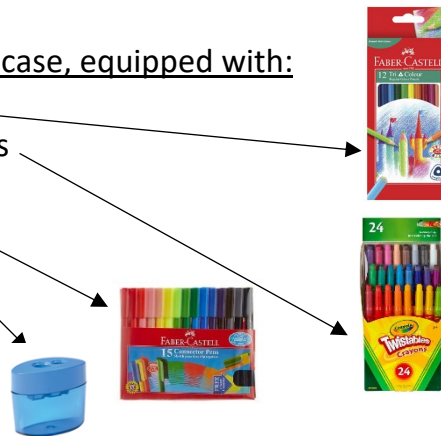 case, equipped with:
s
FABER-CASTELL
12 Tri Colour
24
FABER-CASTELL
15 Connector Pens
Crayola
Twistables
crayons
24